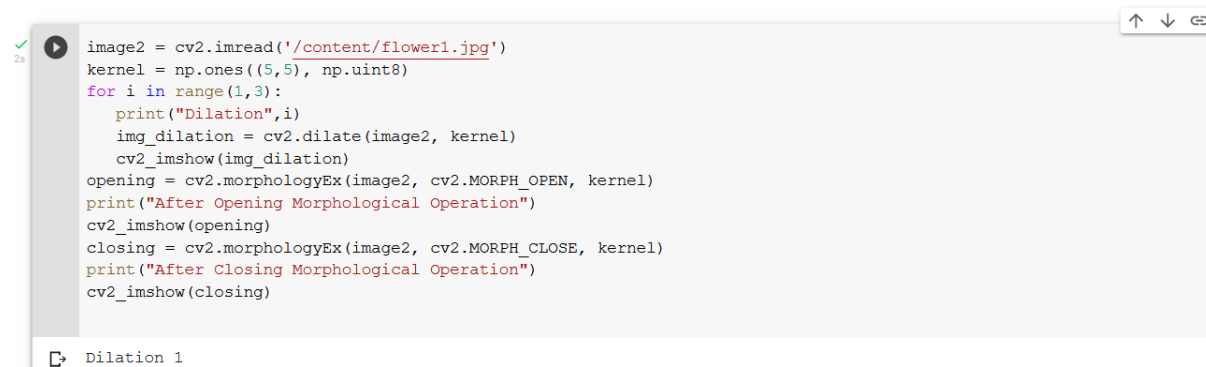 image2 = cv2.imread('/content/flower1.jpg')
2s
kernel = np.ones((5,5), np.uint8)
for i in range(1,3):
   print("Dilation",i)
   img_dilation = cv2.dilate(image2, kernel)
   cv2_imshow(img_dilation)
opening = cv2.morphologyEx(image2, cv2.MORPH_OPEN, kernel)
print("After Opening Morphological Operation")
cv2_imshow(opening)
closing = cv2.morphologyEx(image2, cv2.MORPH_CLOSE, kernel)
print("After Closing Morphological Operation")
cv2_imshow(closing)
Dilation 1